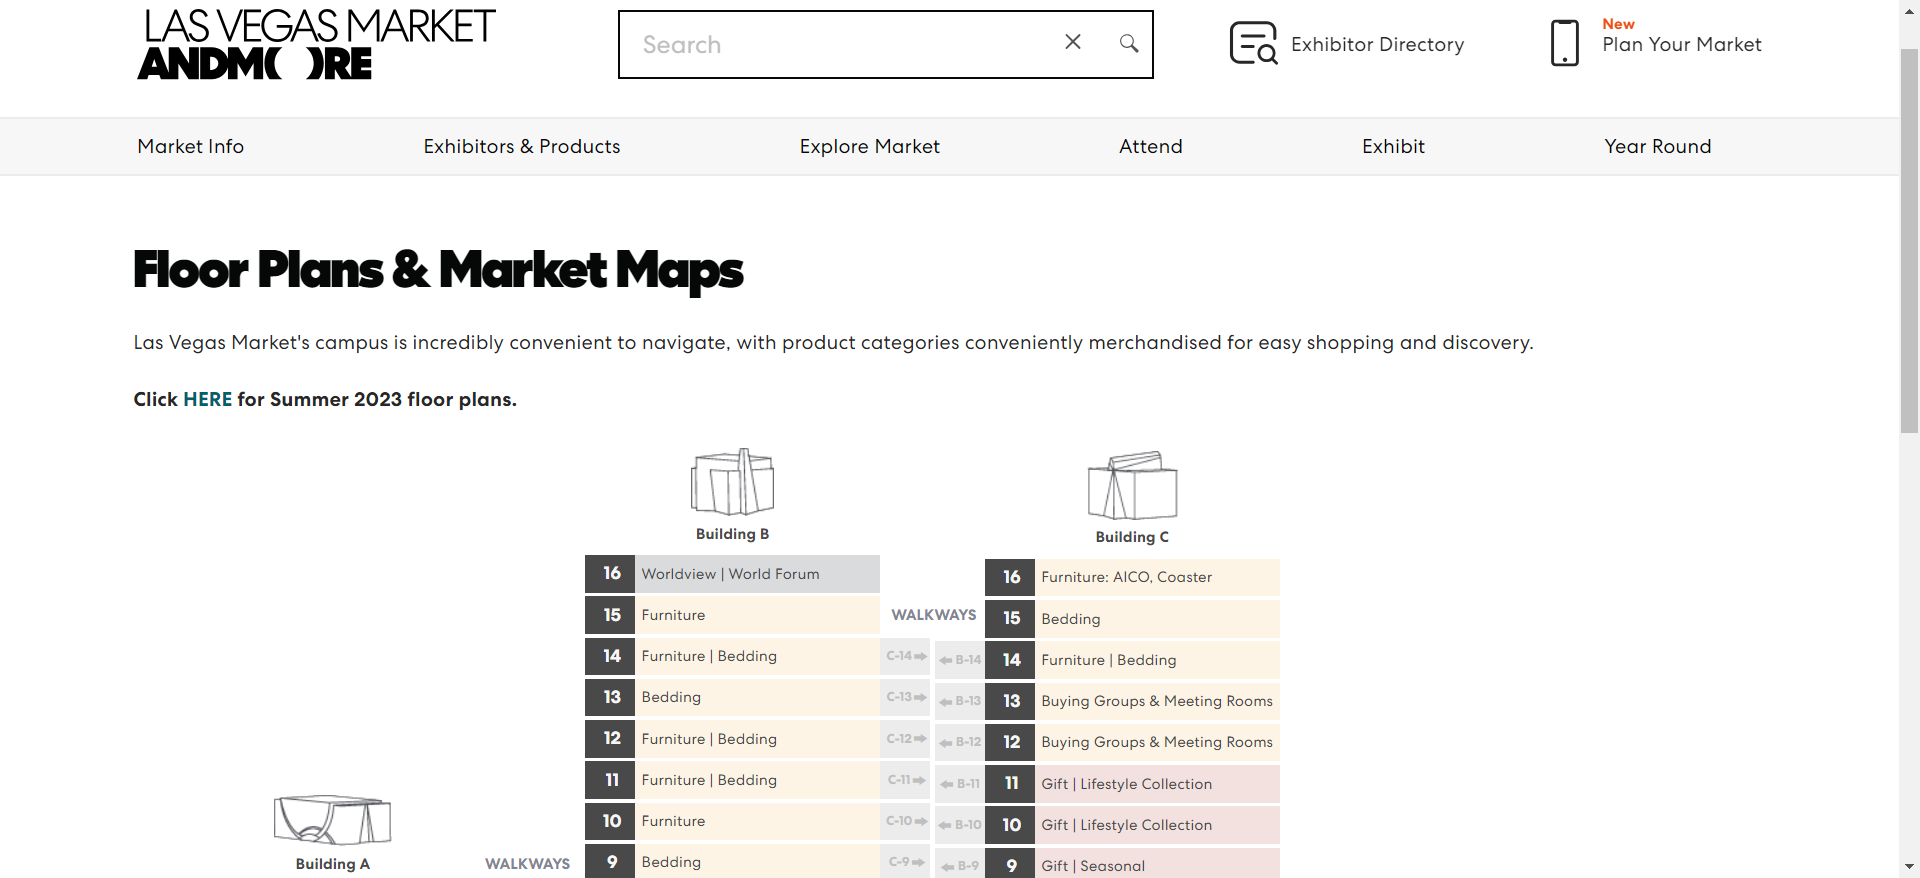 LAS VEGAS MARKET
ANDMORE
Search
Exhibitor Directory
New
Plan Your Market
Market Info
Exhibitors & Products
Explore Market
Attend
Exhibit
Year Round
Floor Plans & Market Maps
Las Vegas Market's campus is incredibly convenient to navigate, with product categories conveniently merchandised for easy shopping and discovery.
Click HERE for Summer 2023 floor plans.
Building B
Building C
16 Worldview | World Forum
16 Furniture: AICO, Coaster
15 Furniture
WALKWAYS
15 Bedding
14 Furniture | Bedding
C-14
B-14
14 Furniture | Bedding
13 Bedding
C-13
B-13
13 Buying Groups & Meeting Rooms
12 Furniture | Bedding
C-12
B-12
12 Buying Groups & Meeting Rooms
11 Furniture | Bedding
C-11
B-11
11 Gift | Lifestyle Collection
10 Furniture
C-10
B-10
10 Gift | Lifestyle Collection
Building A
WALKWAYS
9 Bedding
C-9
B-9
9 Gift | Seasonal